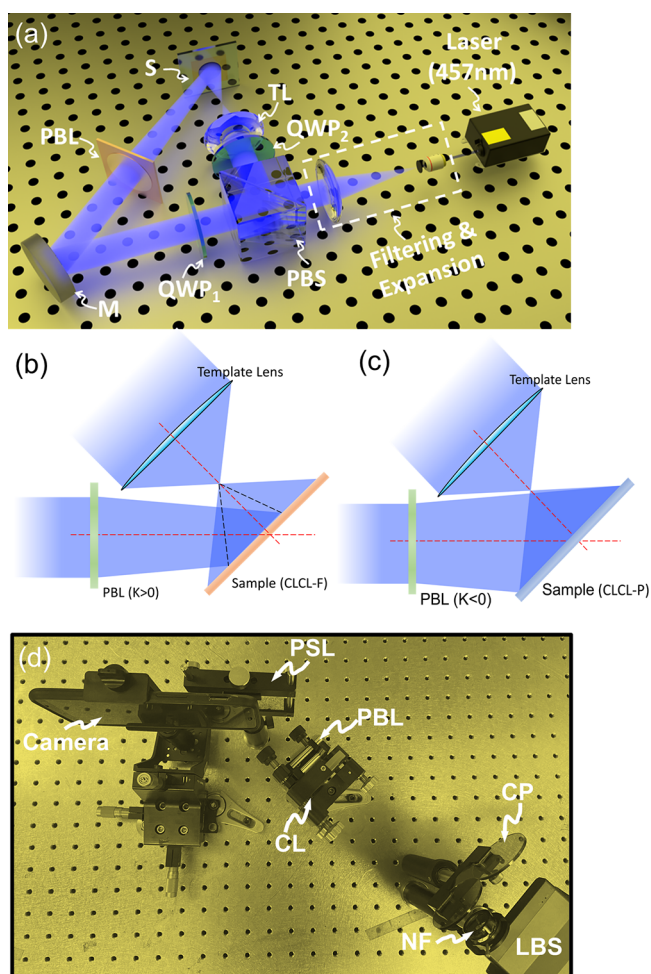 (a)
Laser
(457nm)
S
TL
PBL
QWP2
Filtering &
Expansion
PBS
QWP1
M
(b)
Template Lens
PBL (K>0)
Sample (CLCL-F)
(c)
Template Lens
PBL (K<0)
Sample (CLCL-P)
(d)
PSL
PBL
Camera
CL
CP
NF
LBS